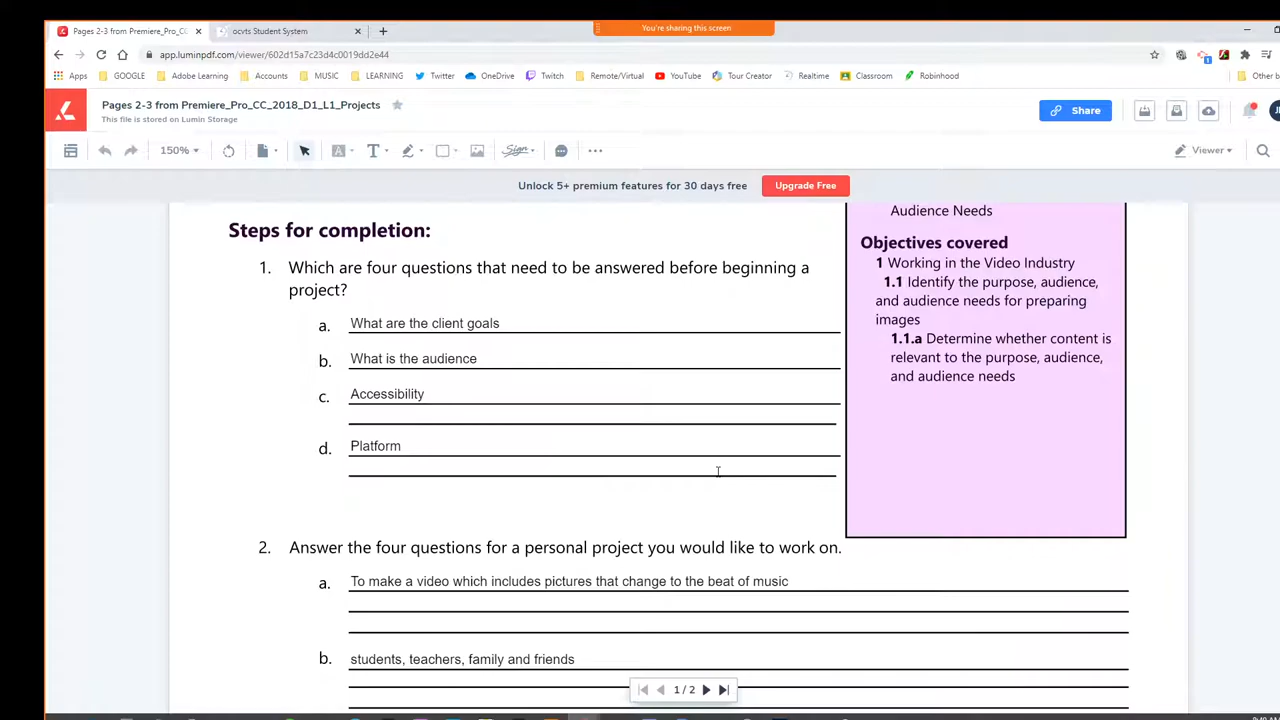 You're sharing this screen
Pages 2-3 from Premiere_Pro_CC_
ocvts Student System
app.luminpdf.com/viewer/602d15a7c23d4c0019dd2e44
Apps
GOOGLE
Adobe Learning
Accounts
MUSIC
LEARNING
Twitter
OneDrive
Twitch
Remote/Virtual
YouTube
Tour Creator
Realtime
Classroom
Robinhood
Other b
Pages 2-3 from Premiere_Pro_CC_2018_D1_L1_Projects
This file is stored on Lumin Storage
Share
150%
T
Sign
Viewer
Unlock 5+ premium features for 30 days free
Upgrade Free
Audience Needs
Steps for completion:
Objectives covered
1 Working in the Video Industry
1.1 Identify the purpose, audience,
and audience needs for preparing
images
1.1.a Determine whether content is
relevant to the purpose, audience,
and audience needs
1. Which are four questions that need to be answered before beginning a
project?
a. What are the client goals
b. What is the audience
c. Accessibility
d. Platform
2. Answer the four questions for a personal project you would like to work on.
a. To make a video which includes pictures that change to the beat of music
b. students, teachers, family and friends
1 / 2